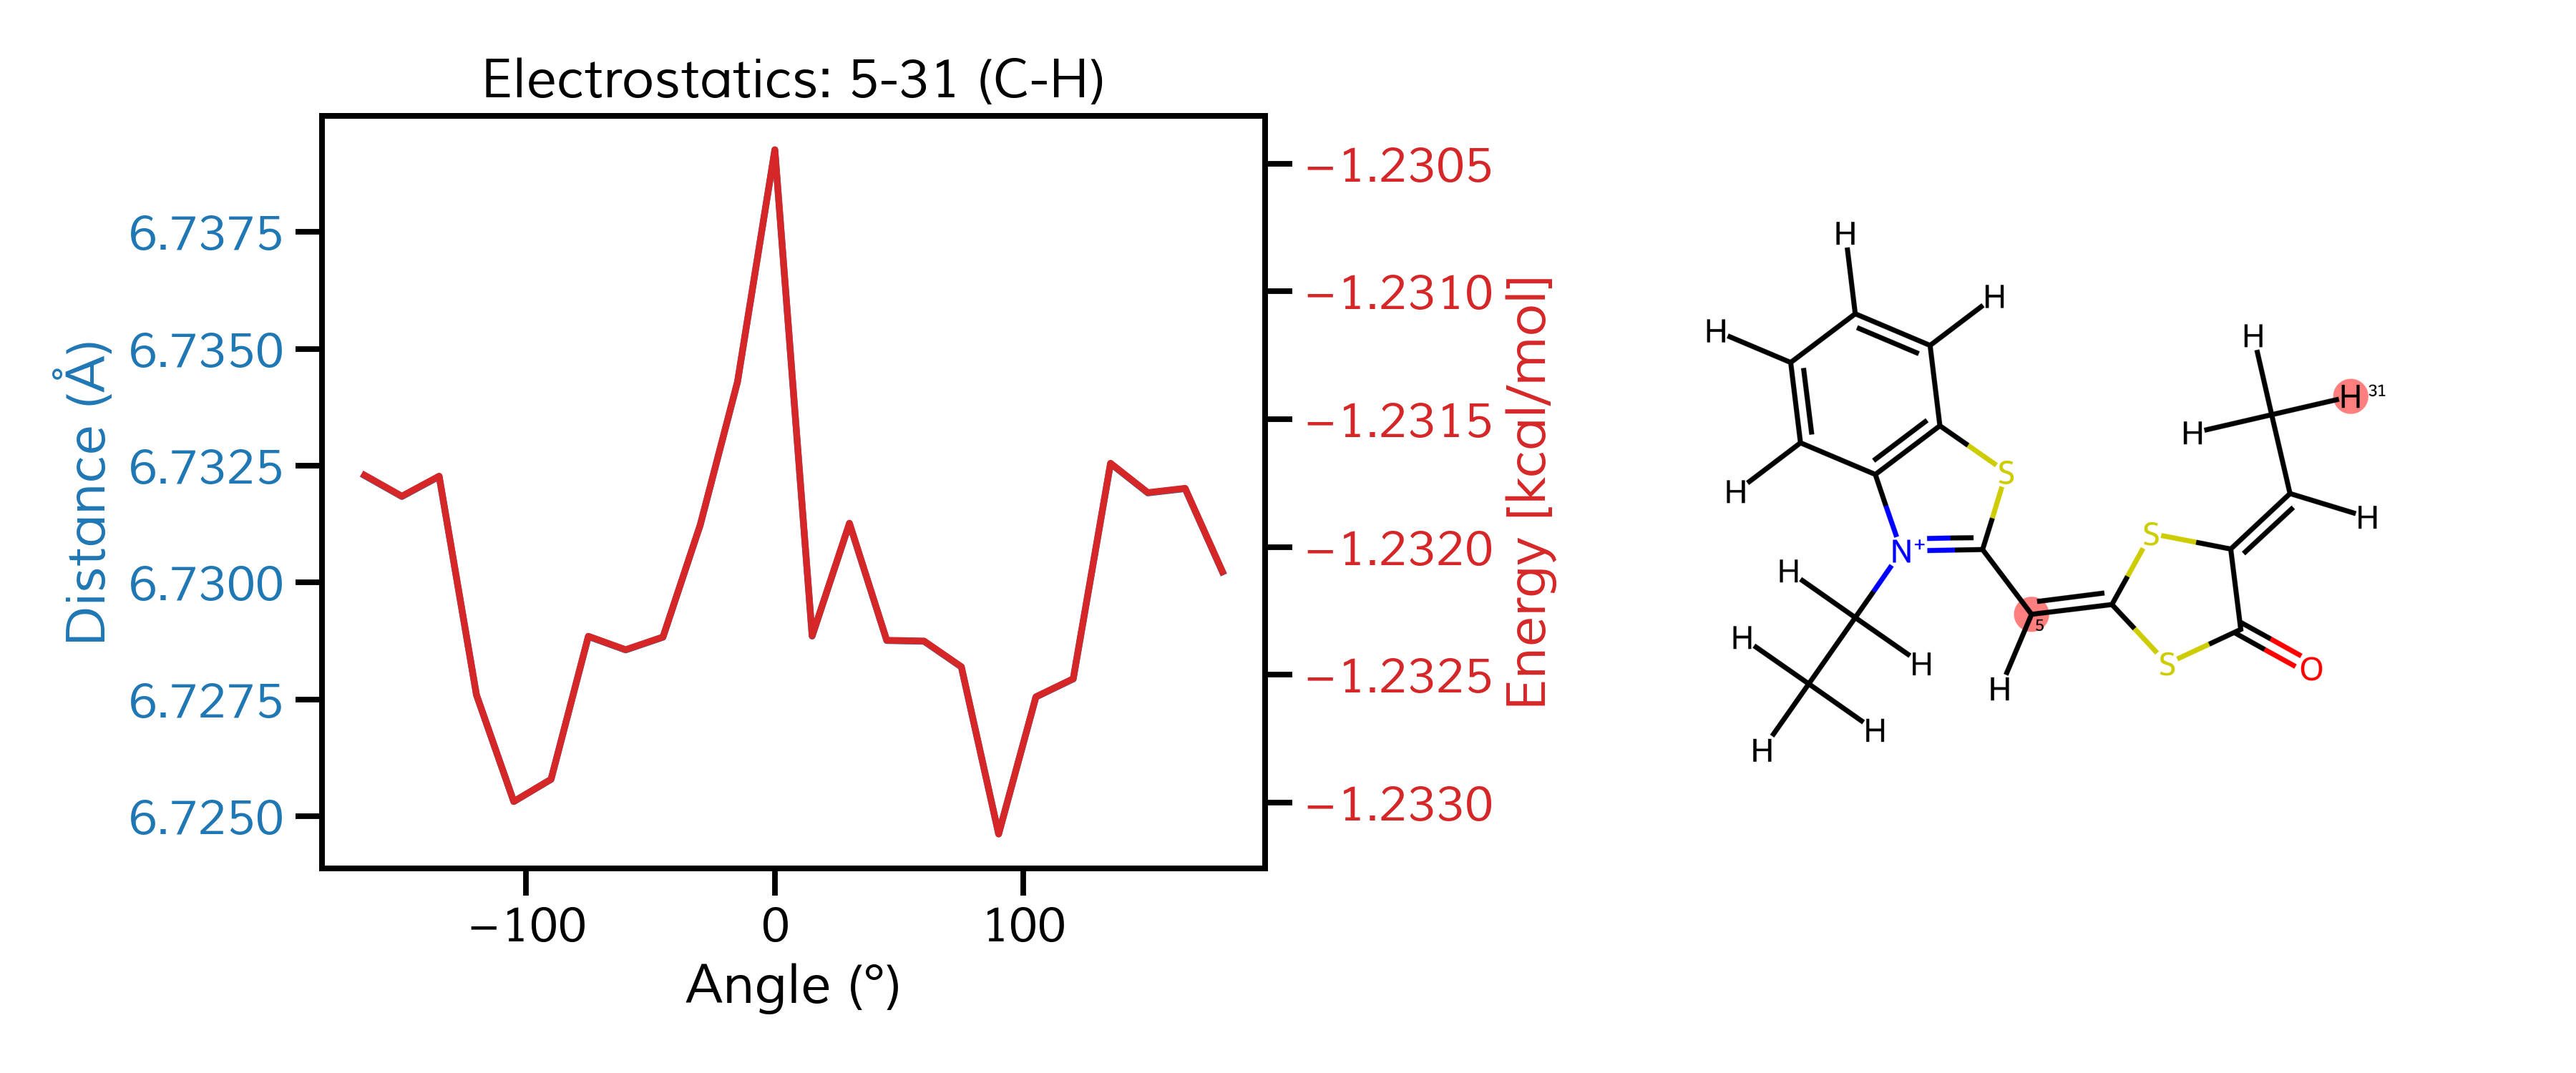 Electrostatics: 5-31 (C-H)
Distance (Å)
6.7375
6.7350
6.7325
6.7300
6.7275
6.7250
−100
0
100
Angle (°)
−1.2305
−1.2310
−1.2315
−1.2320
−1.2325
−1.2330
Energy [kcal/mol]
H
H
H
H
H
H 31
H
S
H
H
S
N+
H
H
H
5
S
O
H
H
H
H